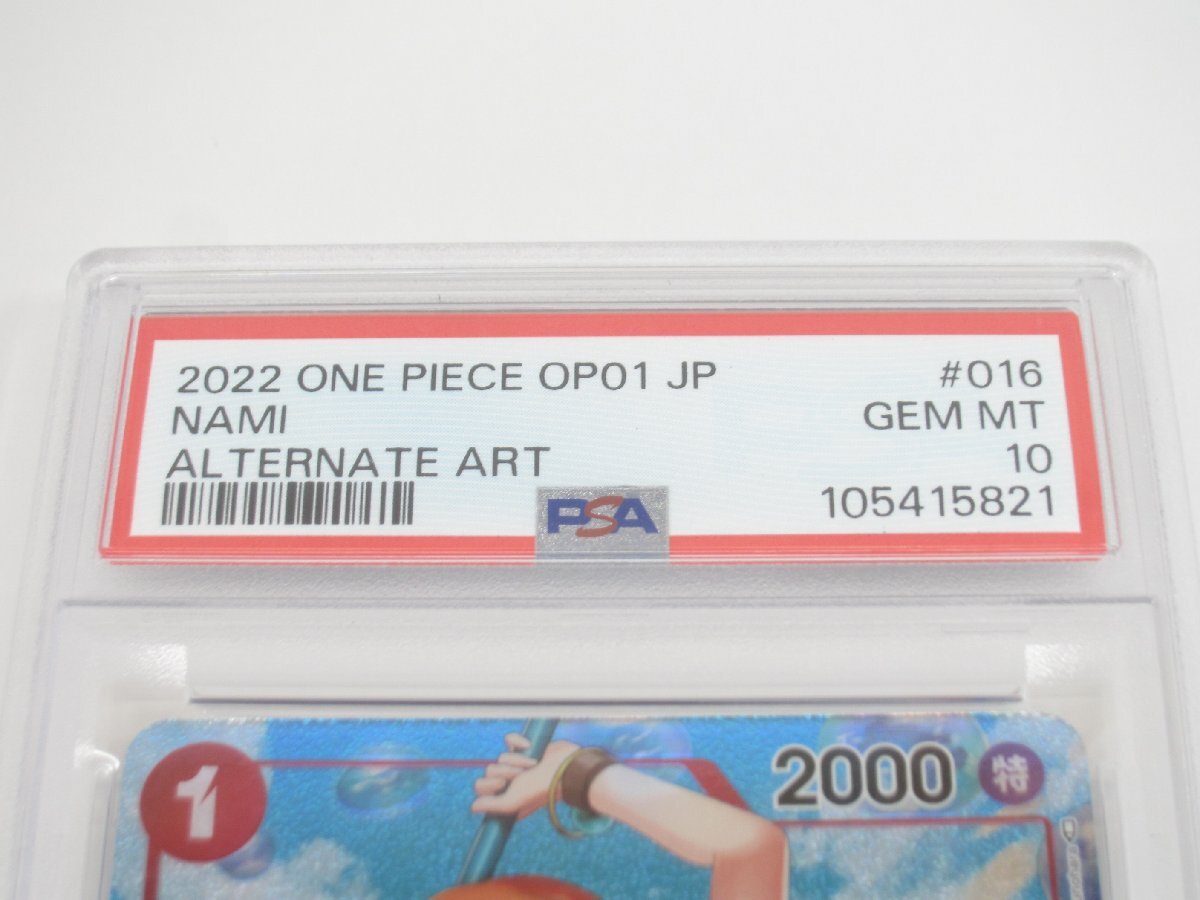 2022 ONE PIECE OP01 JP #016
NAMI GEM MT
ALTERNATE ART 10
PSA 105415821
1 2000 特